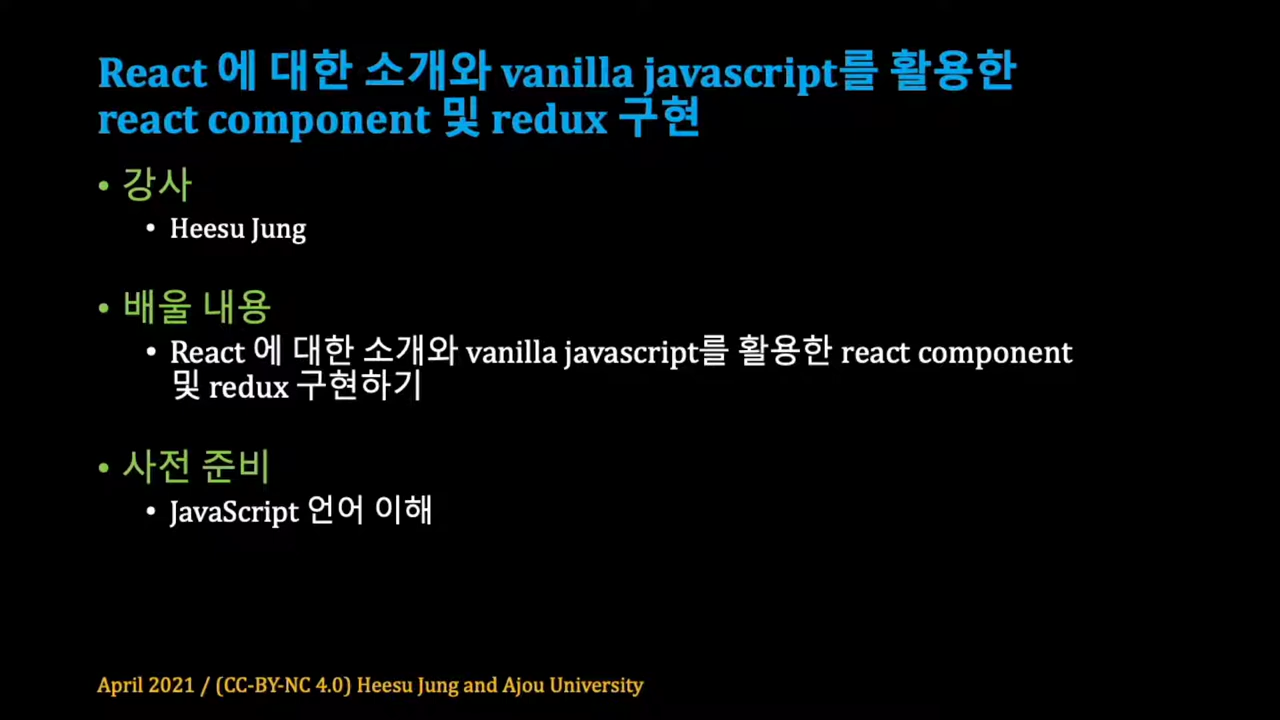 React 에 대한 소개와 vanilla javascript를 활용한
react component 및 redux 구현
• 강사
• Heesu Jung
• 배울 내용
• React 에 대한 소개와 vanilla javascript를 활용한 react component
및 redux 구현하기
• 사전 준비
• JavaScript 언어 이해
April 2021 / (CC-BY-NC 4.0) Heesu Jung and Ajou University